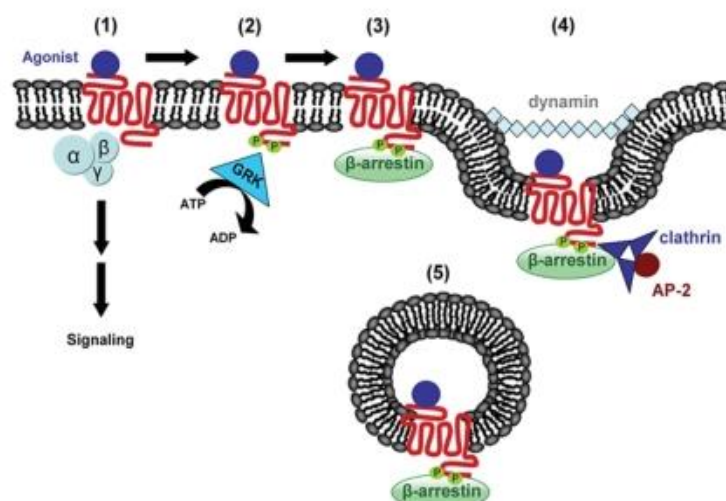 (1)
(2)
(3)
(4)
Agonist
dynamin
α
β
γ
P
P
GRK
ATP
ADP
P
P
β-arrestin
P
P
β-arrestin
clathrin
AP-2
Signaling
(5)
P
P
β-arrestin